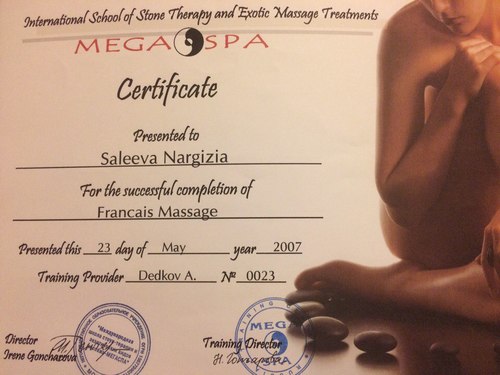 International School of Stone Therapy and Exotic Massage Treatments
MEGA SPA
Certificate
Presented to
Saleeva Nargizia
For the successful completion of
Francais Massage
Presented this 23 day of May year 2007
Training Provider Dedkov A. № 0023
Director
Irene Goncharova
Training Director
MEGA
SPA